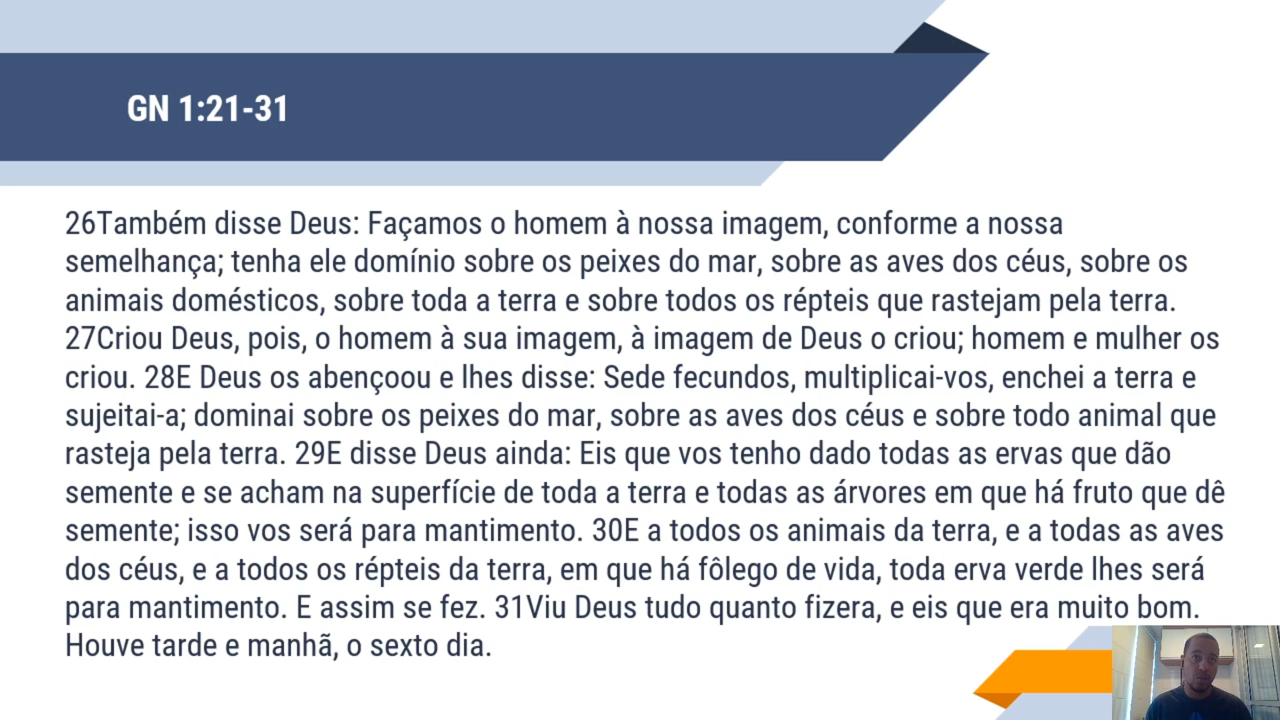 GN 1:21-31
26Também disse Deus: Façamos o homem à nossa imagem, conforme a nossa
semelhança; tenha ele domínio sobre os peixes do mar, sobre as aves dos céus, sobre os
animais domésticos, sobre toda a terra e sobre todos os répteis que rastejam pela terra.
27Criou Deus, pois, o homem à sua imagem, à imagem de Deus o criou; homem e mulher os
criou. 28E Deus os abençoou e lhes disse: Sede fecundos, multiplicai-vos, enchei a terra e
sujeitai-a; dominai sobre os peixes do mar, sobre as aves dos céus e sobre todo animal que
rasteja pela terra. 29E disse Deus ainda: Eis que vos tenho dado todas as ervas que dão
semente e se acham na superfície de toda a terra e todas as árvores em que há fruto que dê
semente; isso vos será para mantimento. 30E a todos os animais da terra, e a todas as aves
dos céus, e a todos os répteis da terra, em que há fôlego de vida, toda erva verde lhes será
para mantimento. E assim se fez. 31Viu Deus tudo quanto fizera, e eis que era muito bom.
Houve tarde e manhã, o sexto dia.